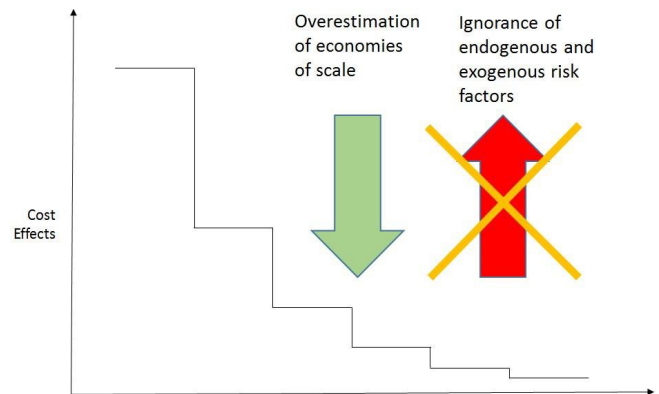 Overestimation
of economies
of scale
Ignorance of
endogenous and
exogenous risk
factors
Cost
Effects